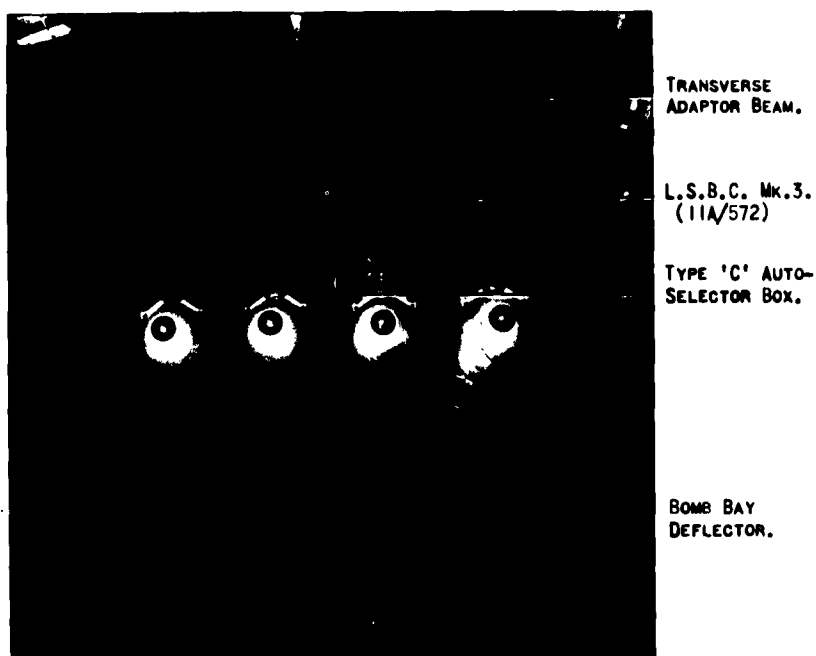 TRANSVERSE
ADAPTOR BEAM.
L.S.B.C. MK.3.
(11A/572)
TYPE 'C' AUTO-
SELECTOR BOX.
BOMB BAY
DEFLECTOR.